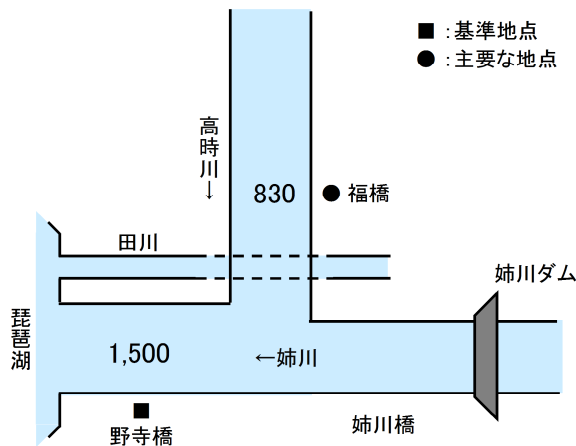 ■：基準地点
●：主要な地点
高時川→
830
●福橋
田川
姉川ダム
琵琶湖
1,500
←姉川
■
野寺橋
姉川橋